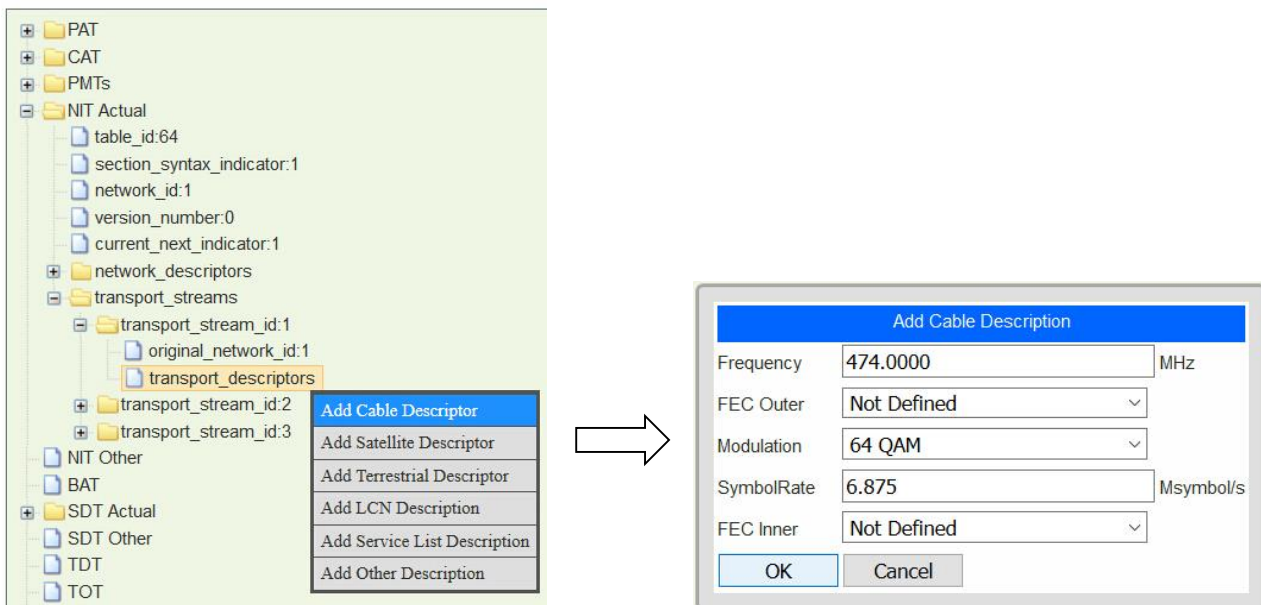 PAT
CAT
PMTs
NIT Actual
table_id:64
section_syntax_indicator:1
network_id:1
version_number:0
current_next_indicator:1
network_descriptors
transport_streams
transport_stream_id:1
original_network_id:1
transport_descriptors
transport_stream_id:2
transport_stream_id:3
NIT Other
BAT
SDT Actual
SDT Other
TDT
TOT
Add Cable Descriptor
Add Satellite Descriptor
Add Terrestrial Descriptor
Add LCN Description
Add Service List Description
Add Other Description
Add Cable Description
Frequency 474.0000 MHz
FEC Outer Not Defined
Modulation 64 QAM
SymbolRate 6.875 Msymbol/s
FEC Inner Not Defined
OK Cancel